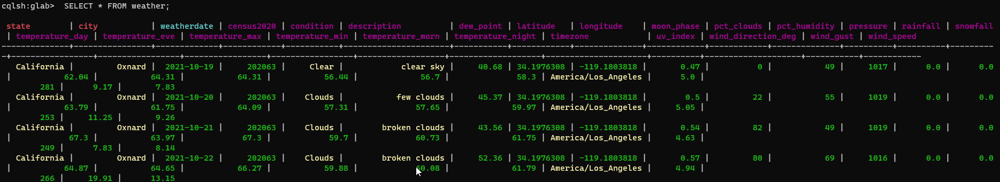 cqlsh:glab>  SELECT * FROM weather;
state | city | weatherdate | census2020 | condition | description | dew_point | latitude | longitude | moon_phase | pct_clouds | pct_humidity | pressure | rainfall | snowfall
| temperature_day | temperature_eve | temperature_max | temperature_min | temperature_morn | temperature_night | timezone | uv_index | wind_direction_deg | wind_gust | wind_speed
California | Oxnard | 2021-10-19 | 202063 | Clear | clear sky | 40.68 | 34.1976308 | -119.1803818 | 0.47 | 0 | 49 | 1017 | 0.0 | 0.0
| 62.04 | 64.31 | 64.31 | 56.44 | 56.7 | 58.3 | America/Los_Angeles | 5.0 |
281 | 9.17 | 7.83
California | Oxnard | 2021-10-20 | 202063 | Clouds | few clouds | 45.37 | 34.1976308 | -119.1803818 | 0.5 | 22 | 55 | 1019 | 0.0 | 0.0
| 63.79 | 61.75 | 64.09 | 57.31 | 57.65 | 59.97 | America/Los_Angeles | 5.05 |
253 | 11.25 | 9.26
California | Oxnard | 2021-10-21 | 202063 | Clouds | broken clouds | 43.56 | 34.1976308 | -119.1803818 | 0.54 | 82 | 49 | 1019 | 0.0 | 0.0
| 67.3 | 63.97 | 67.3 | 59.7 | 60.73 | 61.75 | America/Los_Angeles | 4.63 |
249 | 7.83 | 8.14
California | Oxnard | 2021-10-22 | 202063 | Clouds | broken clouds | 52.36 | 34.1976308 | -119.1803818 | 0.57 | 80 | 69 | 1016 | 0.0 | 0.0
| 64.87 | 64.65 | 66.27 | 59.88 | 60.08 | 61.79 | America/Los_Angeles | 4.94 |
266 | 19.91 | 13.15